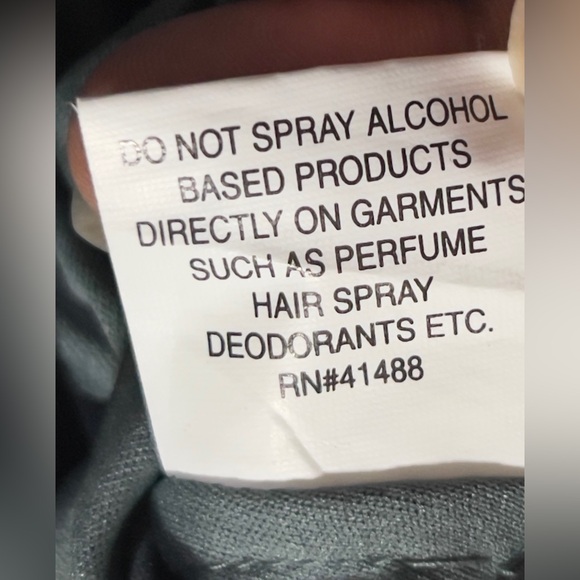 DO NOT SPRAY ALCOHOL
BASED PRODUCTS
DIRECTLY ON GARMENTS
SUCH AS PERFUME
HAIR SPRAY
DEODORANTS ETC.
RN#41488